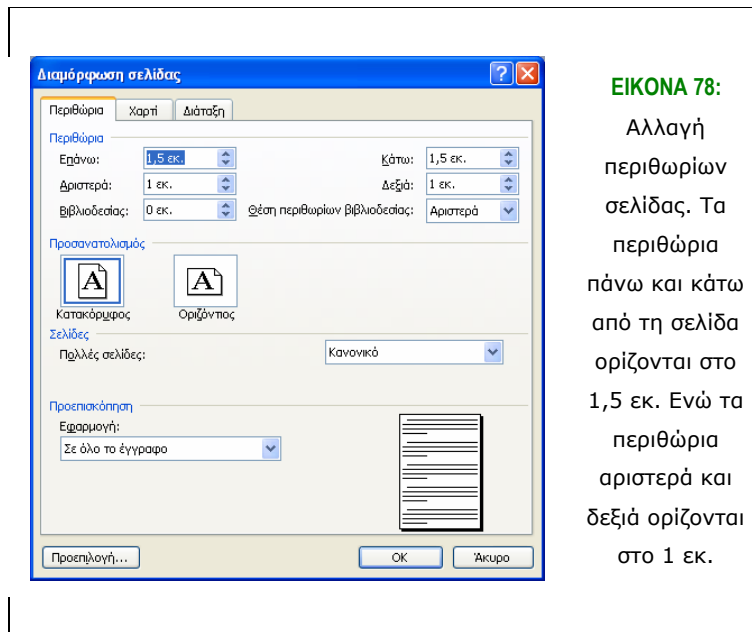 Διαμόρφωση σελίδας
Περιθώρια Χαρτί Διάταξη
Περιθώρια
Επάνω: 1,5 εκ. Κάτω: 1,5 εκ.
Αριστερά: 1 εκ. Δεξιά: 1 εκ.
Βιβλιοδεσίας: 0 εκ. Θέση περιθωρίων βιβλιοδεσίας: Αριστερά
Προσανατολισμός
A A
Κατακόρυφος Οριζόντιος
Σελίδες
Πολλές σελίδες: Κανονικό
Προεπισκόπηση
Εφαρμογή:
Σε όλο το έγγραφο
Προεπιλογή... OK Άκυρο
ΕΙΚΟΝΑ 78:
Αλλαγή
περιθωρίων
σελίδας. Τα
περιθώρια
πάνω και κάτω
από τη σελίδα
ορίζονται στο
1,5 εκ. Ενώ τα
περιθώρια
αριστερά και
δεξιά ορίζονται
στο 1 εκ.